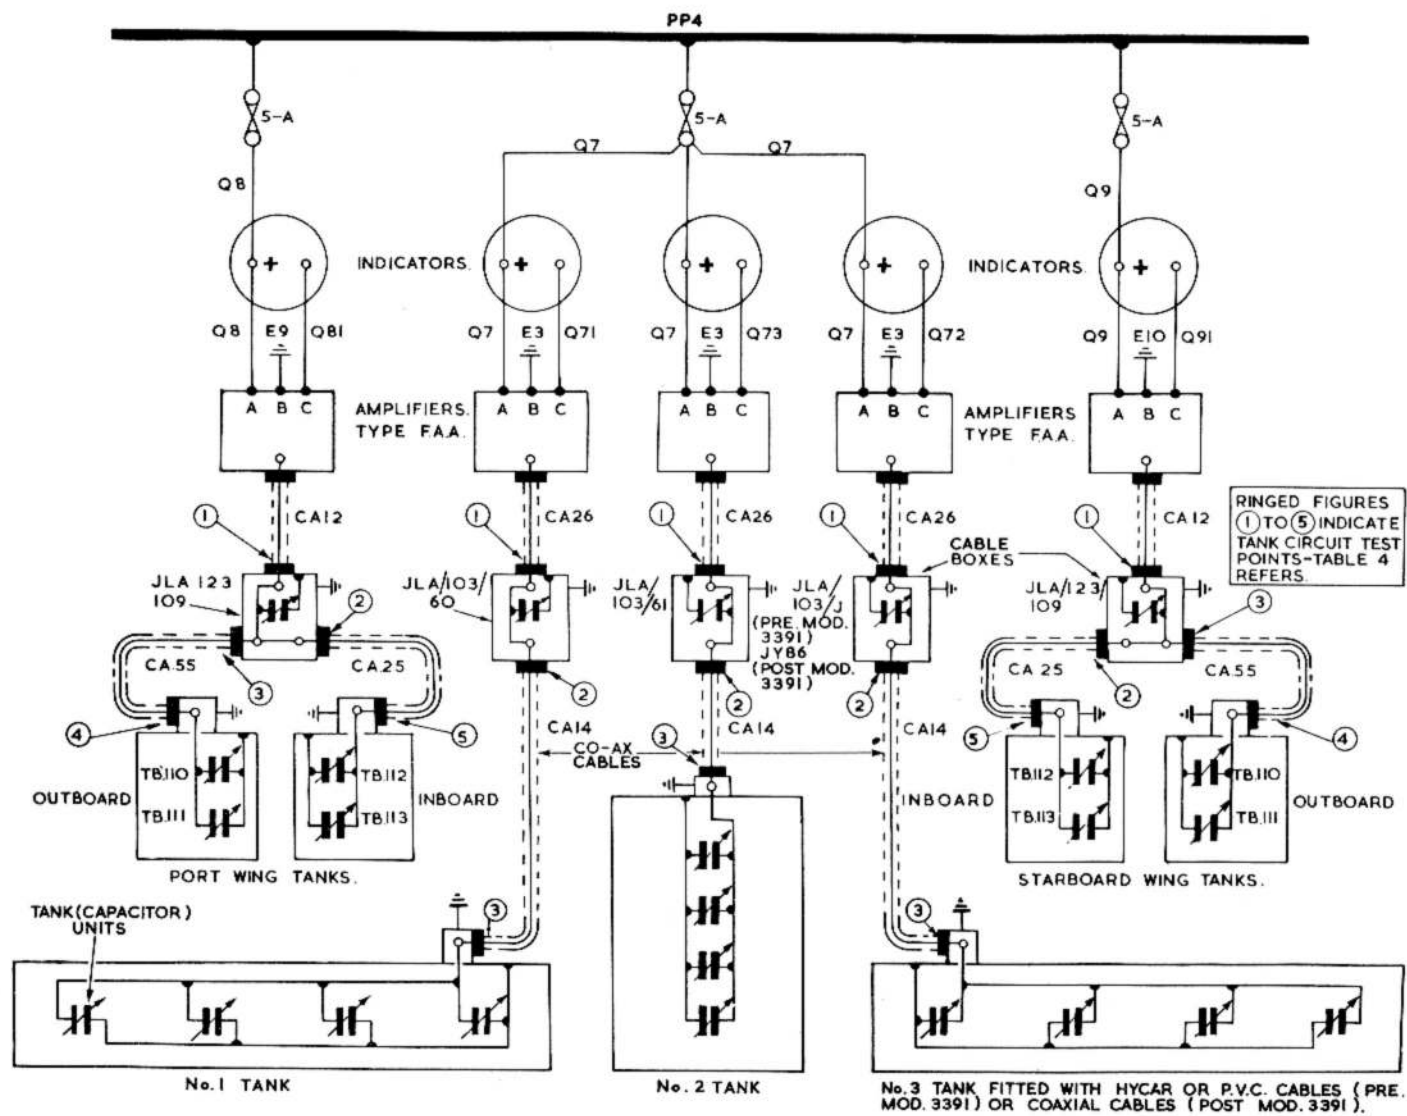 PP4
5-A
5-A
5-A
Q7
Q7
Q8
Q9
INDICATORS.
INDICATORS.
Q8
E9
Q81
Q7
E3
Q71
Q7
E3
Q73
Q7
E3
Q72
Q9
E10
Q91
A B C
AMPLIFIERS.
TYPE F.A.A.
A B C
A B C
A B C
AMPLIFIERS
TYPE F.A.A.
A B C
1
CA12
1
CA26
1
CA26
1
CA26
1
CA12
RINGED FIGURES
1 TO 5 INDICATE
TANK CIRCUIT TEST
POINTS-TABLE 4
REFERS.
CABLE
BOXES
JLA 123
109
2
JLA/103/
60
JLA/
103/61
JLA/
103/J
(PRE. MOD.
3391)
JY86
(POST MOD.
3391)
JLA/123/
109
3
CA.55
3
CA.25
2
2
2
CA.25
2
CA.55
4
5
CA14
CO-AX
CABLES
3
CA14
CA14
5
4
OUTBOARD
TB.110
TB.111
TB.112
TB.113
INBOARD
INBOARD
TB.112
TB.113
TB.110
TB.111
OUTBOARD
PORT WING TANKS.
STARBOARD WING TANKS.
TANK (CAPACITOR)
UNITS
3
3
No.1 TANK
No. 2 TANK
No.3 TANK FITTED WITH HYCAR OR P.V.C. CABLES (PRE.
MOD. 3391) OR COAXIAL CABLES (POST MOD. 3391).